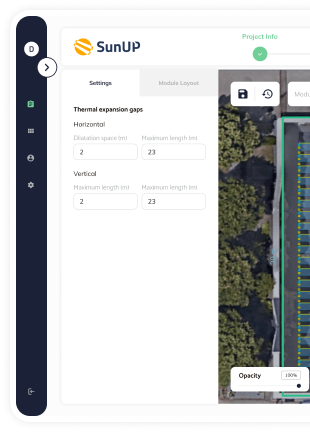 D
SunUP
Project Info
Settings
Module Layout
Modu
Thermal expansion gaps
Horizontal
Dilatation space (m) Maximum length (m)
2 23
Vertical
Maximum length (m) Maximum length (m)
2 23
Opacity 100%